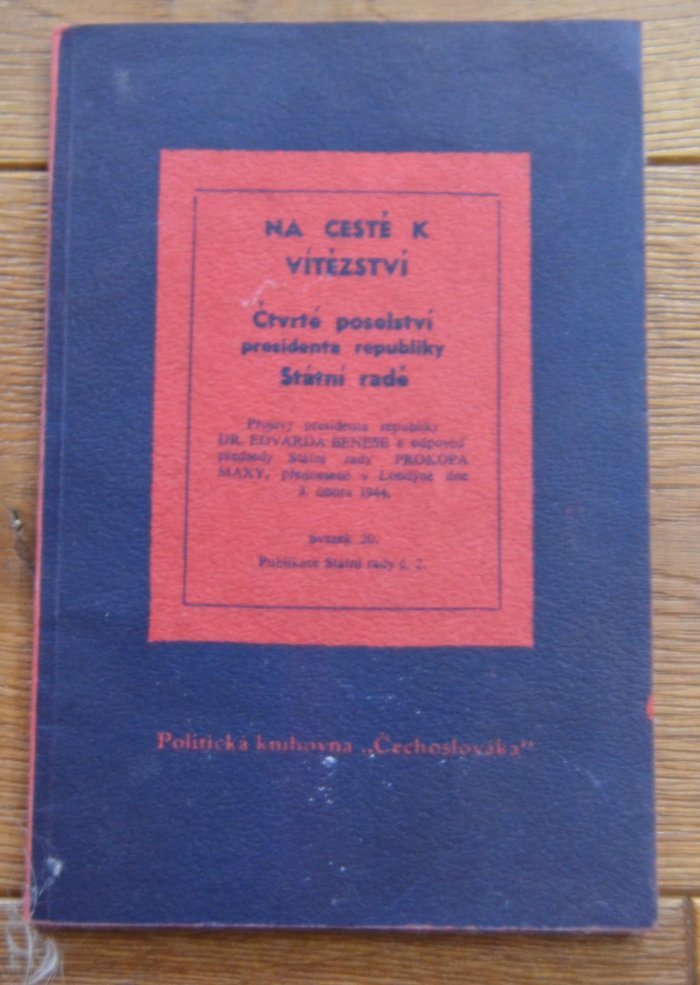 NA CESTĚ K
VÍTĚZSTVÍ
Čtvrté poselství
presidenta republiky
Státní radě
Projevy presidenta republiky
DR. EDVARDA BENEŠE a odpověď
předsedy Státní rady PROKOPA
MAXY, přednesené v Londýně dne
3. února 1944.
Svazek 20.
Publikace Státní rady č. 2.
Politická knihovna „Čechoslováka"